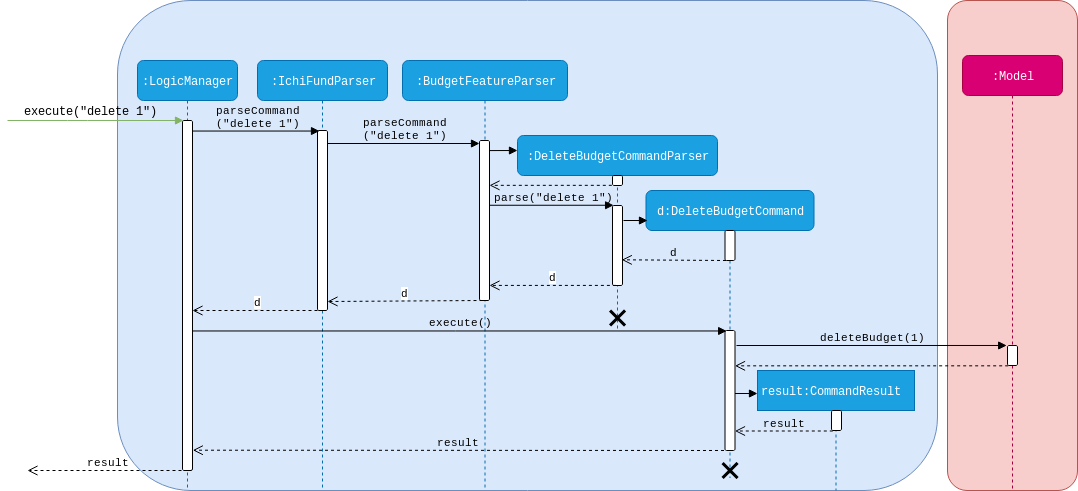 :Model
:LogicManager
:IchiFundParser
:BudgetFeatureParser
execute("delete 1")
parseCommand
("delete 1")
parseCommand
("delete 1")
:DeleteBudgetCommandParser
parse("delete 1")
d:DeleteBudgetCommand
d
d
d
d
execute()
deleteBudget(1)
result:CommandResult
result
result
result